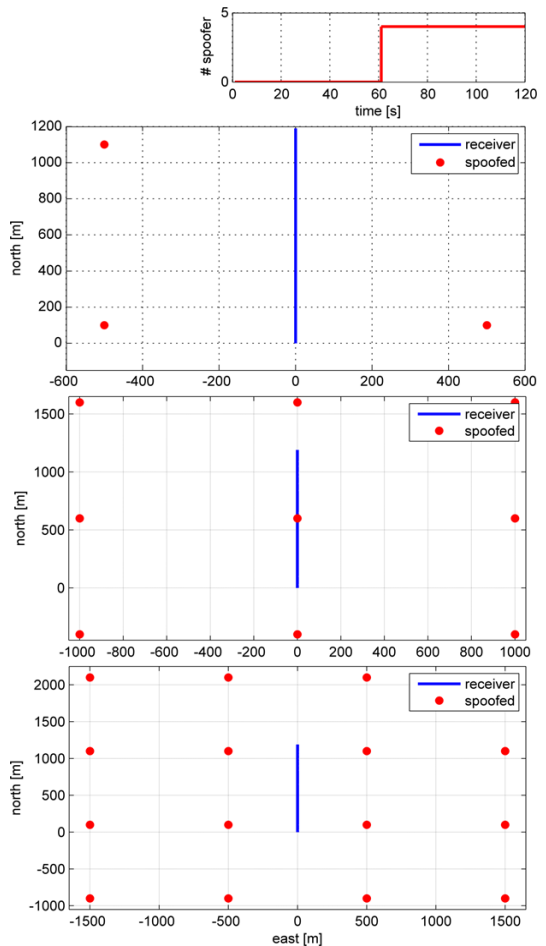 5
# spoofer
0
0 20 40 60 80 100 120
time [s]
1200
receiver
1000
spoofed
800
north [m]
600
400
200
0
-600 -400 -200 0 200 400 600
1500
receiver
spoofed
1000
north [m]
500
0
-1000 -800 -600 -400 -200 0 200 400 600 800 1000
2000
receiver
spoofed
1500
1000
north [m]
500
0
-500
-1000
-1500 -1000 -500 0 500 1000 1500
east [m]